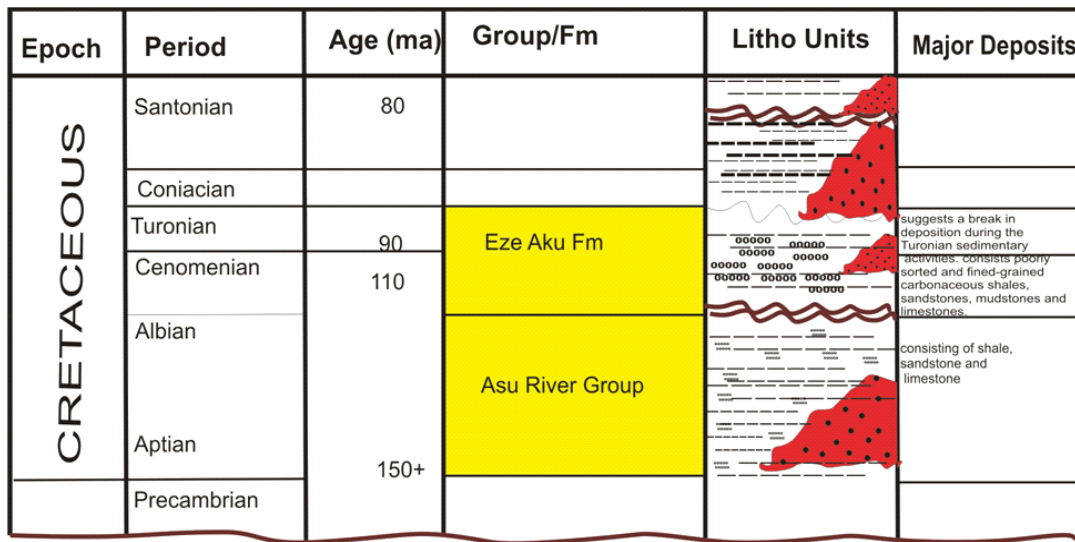 Epoch
Period
Age (ma)
Group/Fm
Litho Units
Major Deposits
CRETACEOUS
Santonian
80
Coniacian
Turonian
90
Eze Aku Fm
suggests a break in
deposition during the
Turonian sedimentary
activities. consists poorly
sorted and fined-grained
carbonaceous shales,
sandstones, mudstones and
limestones.
Cenomenian
110
Albian
Asu River Group
consisting of shale,
sandstone and
limestone
Aptian
150+
Precambrian